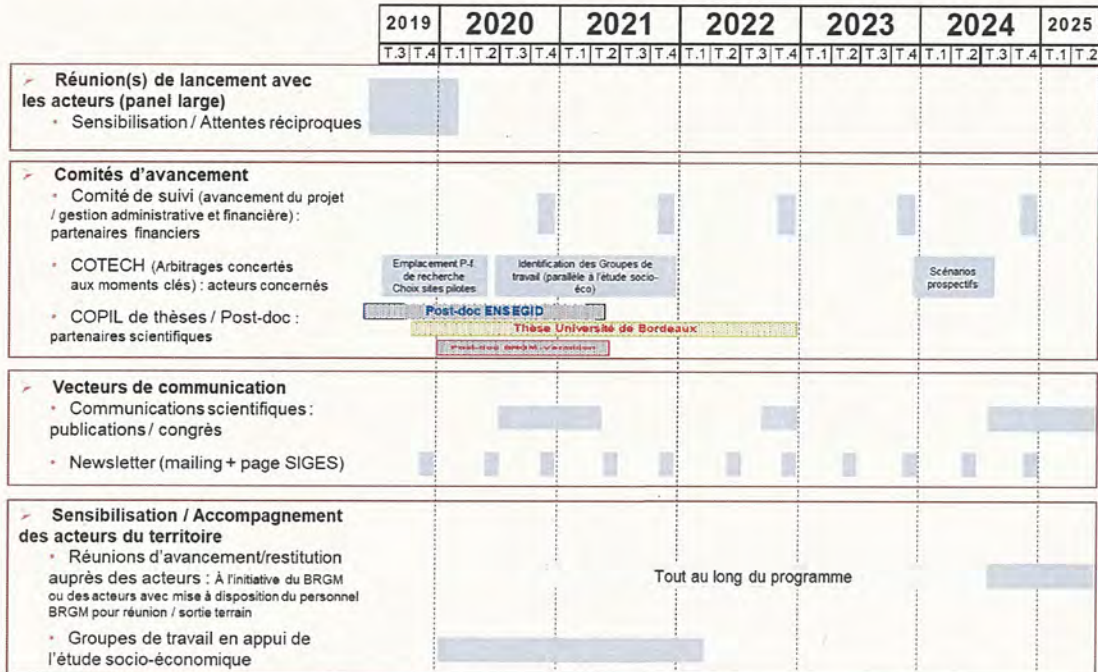 2019 2020 2021 2022 2023 2024 2025
T.3 T.4 T.1 T.2 T.3 T.4 T.1 T.2 T.3 T.4 T.1 T.2 T.3 T.4 T.1 T.2 T.3 T.4 T.1 T.2 T.3 T.4 T.1 T.2
➢ Réunion(s) de lancement avec
les acteurs (panel large)
• Sensibilisation / Attentes réciproques
➢ Comités d'avancement
• Comité de suivi (avancement du projet
/ gestion administrative et financière) :
partenaires financiers
• COTECH (Arbitrages concertés
aux moments clés) : acteurs concernés
Emplacement P-f
de recherche
Choix sites pilotes
Identification des Groupes de
travail (parallèle à l'étude socio-
éco)
Scénarios
prospectifs
• COPIL de thèses / Post-doc :
partenaires scientifiques
Post-doc ENSEGID
Thèse Université de Bordeaux
Post-doc BRGM
➢ Vecteurs de communication
• Communications scientifiques :
publications / congrès
• Newsletter (mailing + page SIGES)
➢ Sensibilisation / Accompagnement
des acteurs du territoire
• Réunions d'avancement/restitution
auprès des acteurs : À l'initiative du BRGM
ou des acteurs avec mise à disposition du personnel
BRGM pour réunion / sortie terrain
Tout au long du programme
• Groupes de travail en appui de
l'étude socio-économique